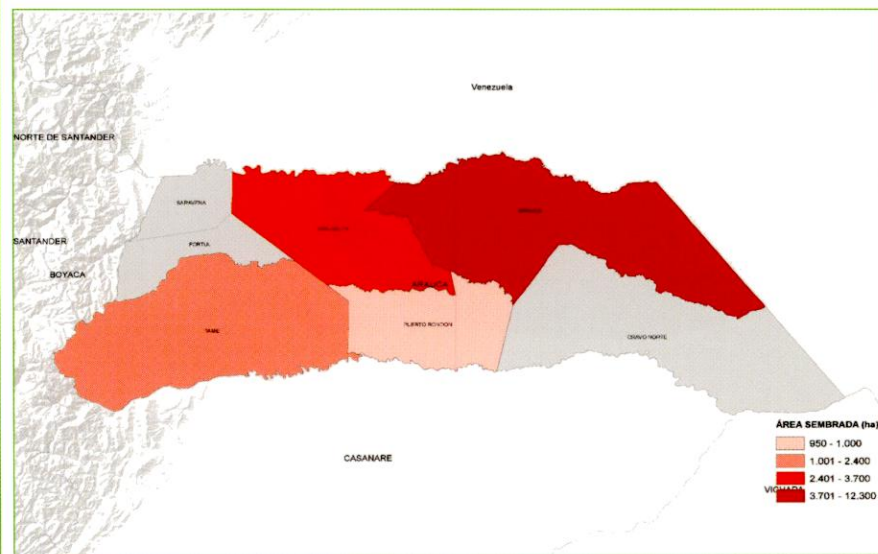 Venezuela
NORTE DE SANTANDER
SARAVENA
SANTANDER
FORTUL
BOYACA
ARAUCA
TAME
PUERTO RONDON
CRAVO NORTE
CASANARE
ÁREA SEMBRADA (ha)
950 - 1.000
1.001 - 2.400
2.401 - 3.700
3.701 - 12.300
VICHADA